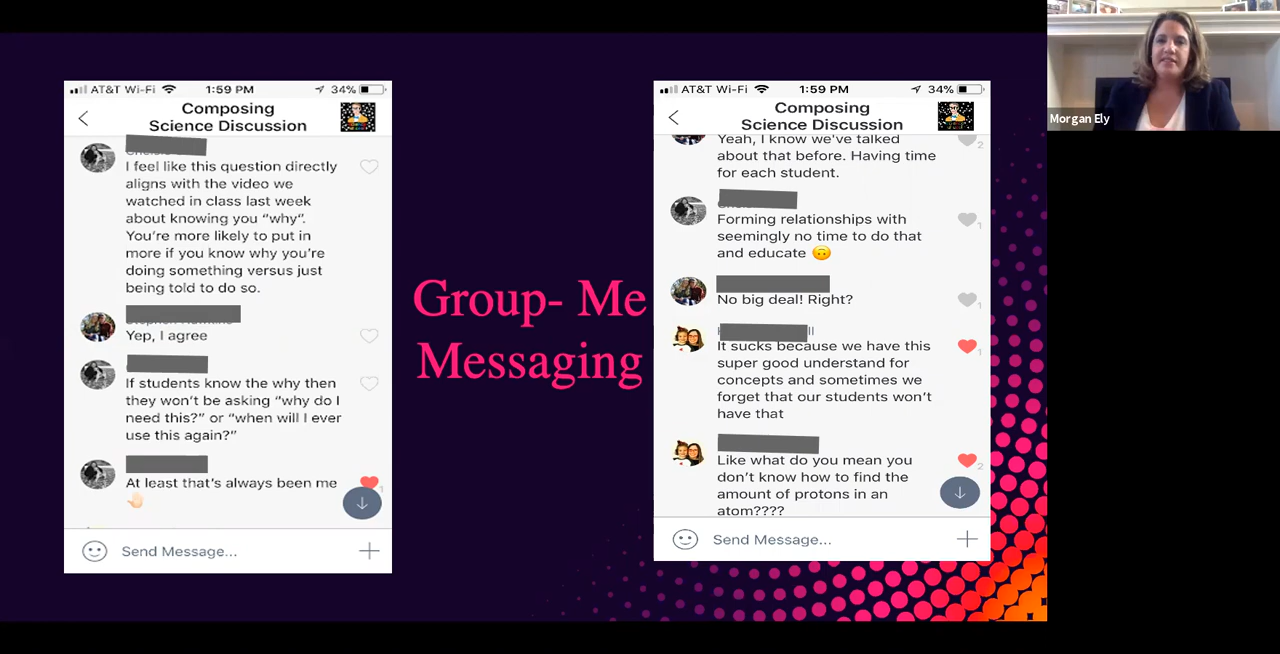 AT&T Wi-Fi 1:59 PM 34%
Composing
Science Discussion
I feel like this question directly
aligns with the video we
watched in class last week
about knowing you "why".
You're more likely to put in
more if you know why you're
doing something versus just
being told to do so.
Yep, I agree
If students know the why then
they won't be asking "why do I
need this?" or "when will I ever
use this again?"
At least that's always been me
1
Send Message...
Group- Me
Messaging
AT&T Wi-Fi 1:59 PM 34%
Composing
Science Discussion
Yeah, I know we've talked
about that before. Having time
for each student.
2
Forming relationships with
seemingly no time to do that
and educate 🙃
1
No big deal! Right?
1
It sucks because we have this
super good understand for
concepts and sometimes we
forget that our students won't
have that
1
Like what do you mean you
don't know how to find the
amount of protons in an
atom????
2
Send Message...
Morgan Ely